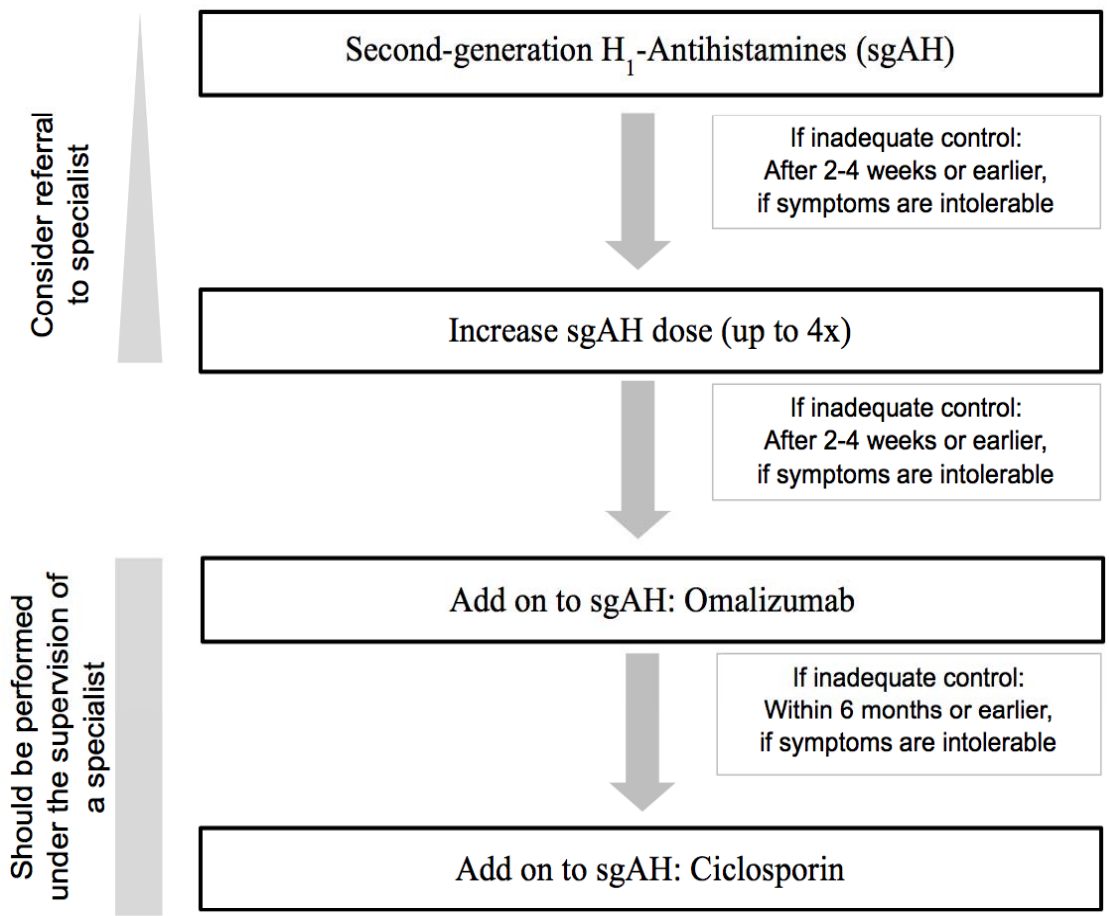 Second-generation H₁-Antihistamines (sgAH)
If inadequate control:
After 2-4 weeks or earlier,
if symptoms are intolerable
Consider referral
to specialist
Increase sgAH dose (up to 4x)
If inadequate control:
After 2-4 weeks or earlier,
if symptoms are intolerable
Add on to sgAH: Omalizumab
If inadequate control:
Within 6 months or earlier,
if symptoms are intolerable
Should be performed
under the supervision of
a specialist
Add on to sgAH: Ciclosporin